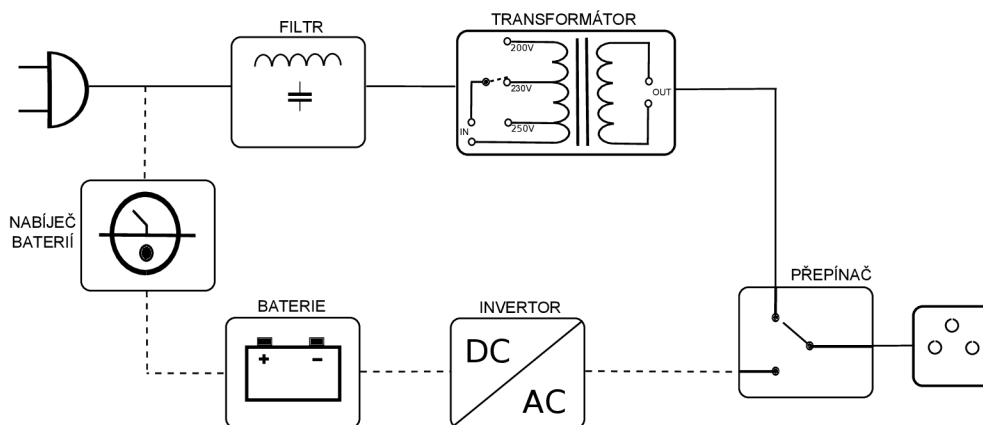 FILTR
TRANSFORMÁTOR
200V
230V
250V
IN
OUT
NABÍJEČ
BATERIÍ
BATERIE
+ −
INVERTOR
DC
AC
PŘEPÍNAČ